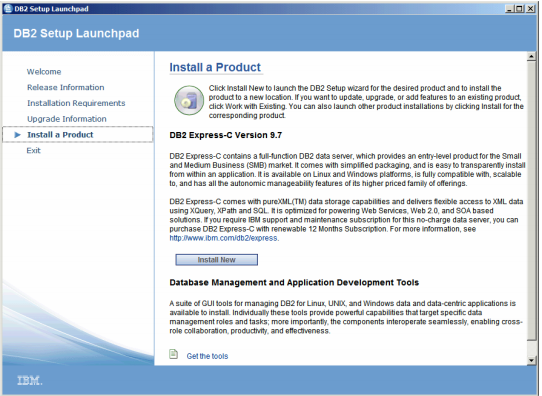 DB2 Setup Launchpad
DB2 Setup Launchpad
Welcome
Release Information
Installation Requirements
Upgrade Information
Install a Product
Exit
Install a Product
Click Install New to launch the DB2 Setup wizard for the desired product and to install the
product to a new location. If you want to update, upgrade, or add features to an existing product,
click Work with Existing. You can also launch other product installations by clicking Install for the
corresponding product.
DB2 Express-C Version 9.7
DB2 Express-C contains a full-function DB2 data server, which provides an entry-level product for the Small
and Medium Business (SMB) market. It comes with simplified packaging, and is easy to transparently install
from within an application. It is available on Linux and Windows platforms, is fully compatible with, scalable
to, and has all the autonomic manageability features of its higher priced family of offerings.
DB2 Express-C comes with pureXML(TM) data storage capabilities and delivers flexible access to XML data
using XQuery, XPath and SQL. It is optimized for powering Web Services, Web 2.0, and SOA based
solutions. If you require IBM support and maintenance subscription for this no-charge data server, you can
purchase DB2 Express-C with renewable 12 Months Subscription. For more information, see
http://www.ibm.com/db2/express.
Install New
Database Management and Application Development Tools
A suite of GUI tools for managing DB2 for Linux, UNIX, and Windows data and data-centric applications is
available to install. Individually these tools provide powerful capabilities that target specific data
management roles and tasks; more importantly, the components interoperate seamlessly, enabling cross-
role collaboration, productivity, and effectiveness.
Get the tools
IBM.